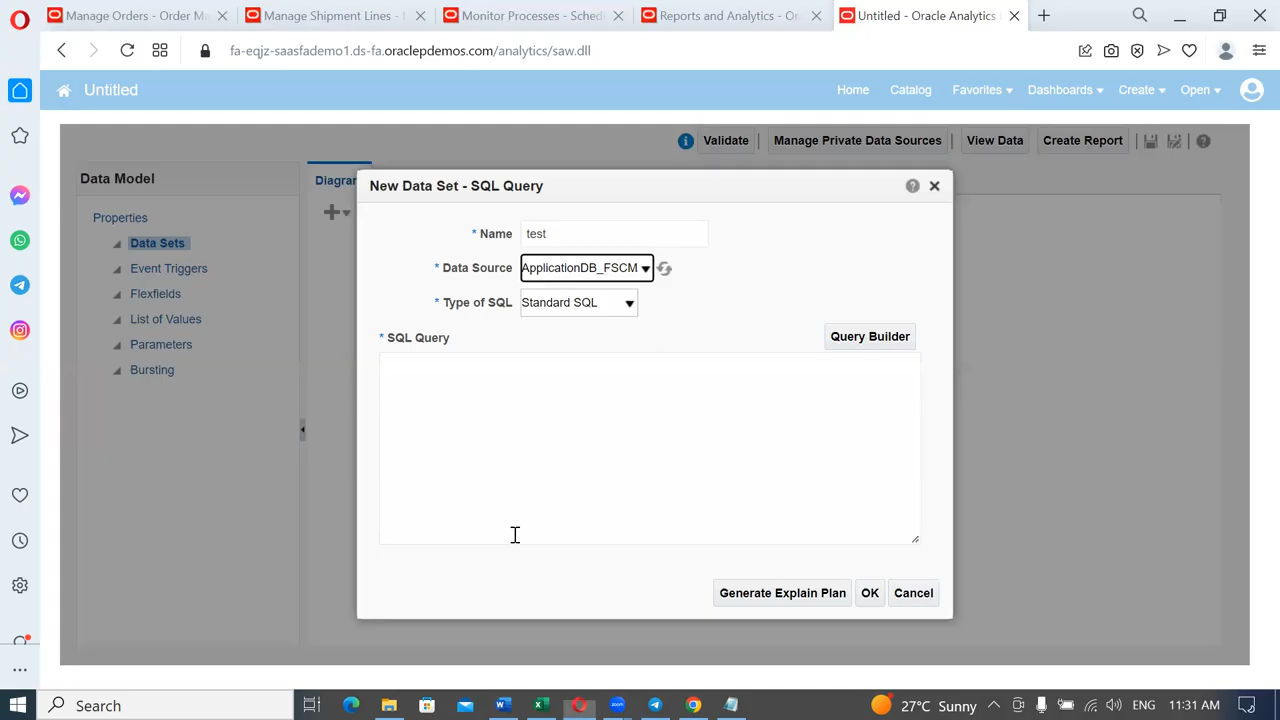 Manage Orders - Order M
Manage Shipment Lines -
Monitor Processes - Sched
Reports and Analytics - Or
Untitled - Oracle Analytics
fa-eqjz-saasfademo1.ds-fa.oraclepdemos.com/analytics/saw.dll
Untitled
Home
Catalog
Favorites
Dashboards
Create
Open
Validate
Manage Private Data Sources
View Data
Create Report
Data Model
Diagram
Properties
Data Sets
Event Triggers
Flexfields
List of Values
Parameters
Bursting
New Data Set - SQL Query
* Name test
* Data Source ApplicationDB_FSCM
* Type of SQL Standard SQL
* SQL Query
Query Builder
Generate Explain Plan
OK
Cancel
Search
27°C Sunny
ENG
11:31 AM